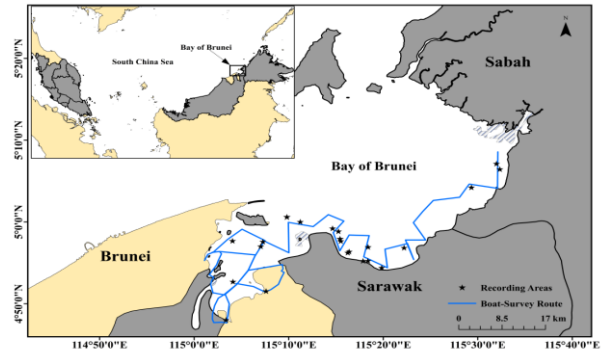 South China Sea
Bay of Brunei
N
Sabah
Bay of Brunei
Brunei
Sarawak
Recording Areas
Boat-Survey Route
0 8.5 17 km
5°20'0"N
5°10'0"N
5°0'0"N
4°50'0"N
114°50'0"E 115°0'0"E 115°10'0"E 115°20'0"E 115°30'0"E 115°40'0"E